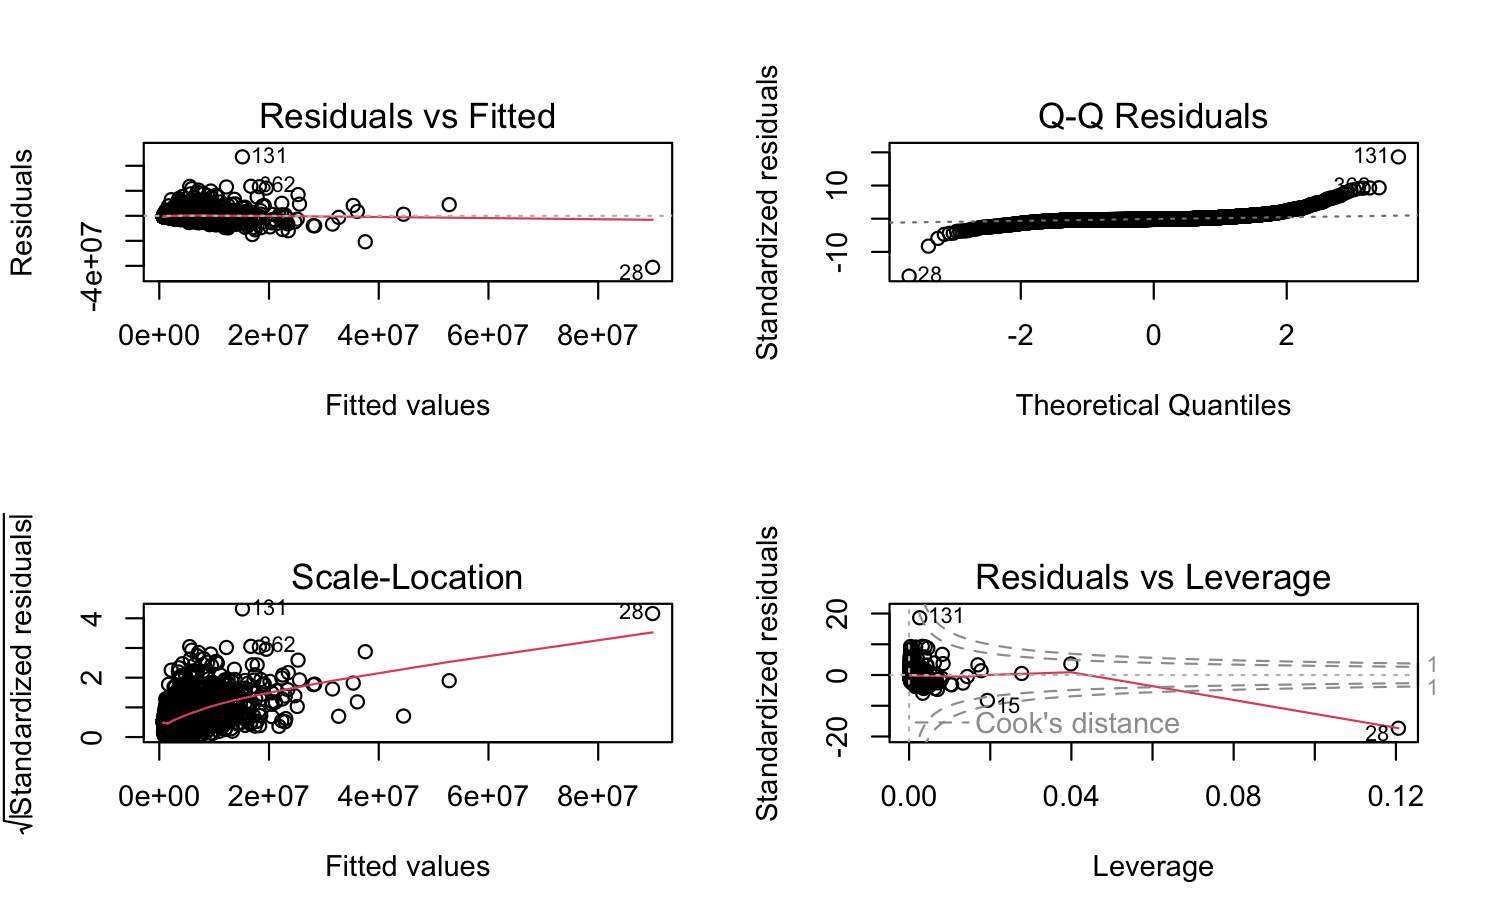 Residuals vs Fitted
Residuals
-4e+07
131
28
0e+00 2e+07 4e+07 6e+07 8e+07
Fitted values
Q-Q Residuals
Standardized residuals
-10 10
131
28
-2 0 2
Theoretical Quantiles
Scale-Location
√|Standardized residuals|
0 2 4
131
28
0e+00 2e+07 4e+07 6e+07 8e+07
Fitted values
Residuals vs Leverage
Standardized residuals
-20 0 20
131
15
28
Cook's distance
1
1
0.00 0.04 0.08 0.12
Leverage